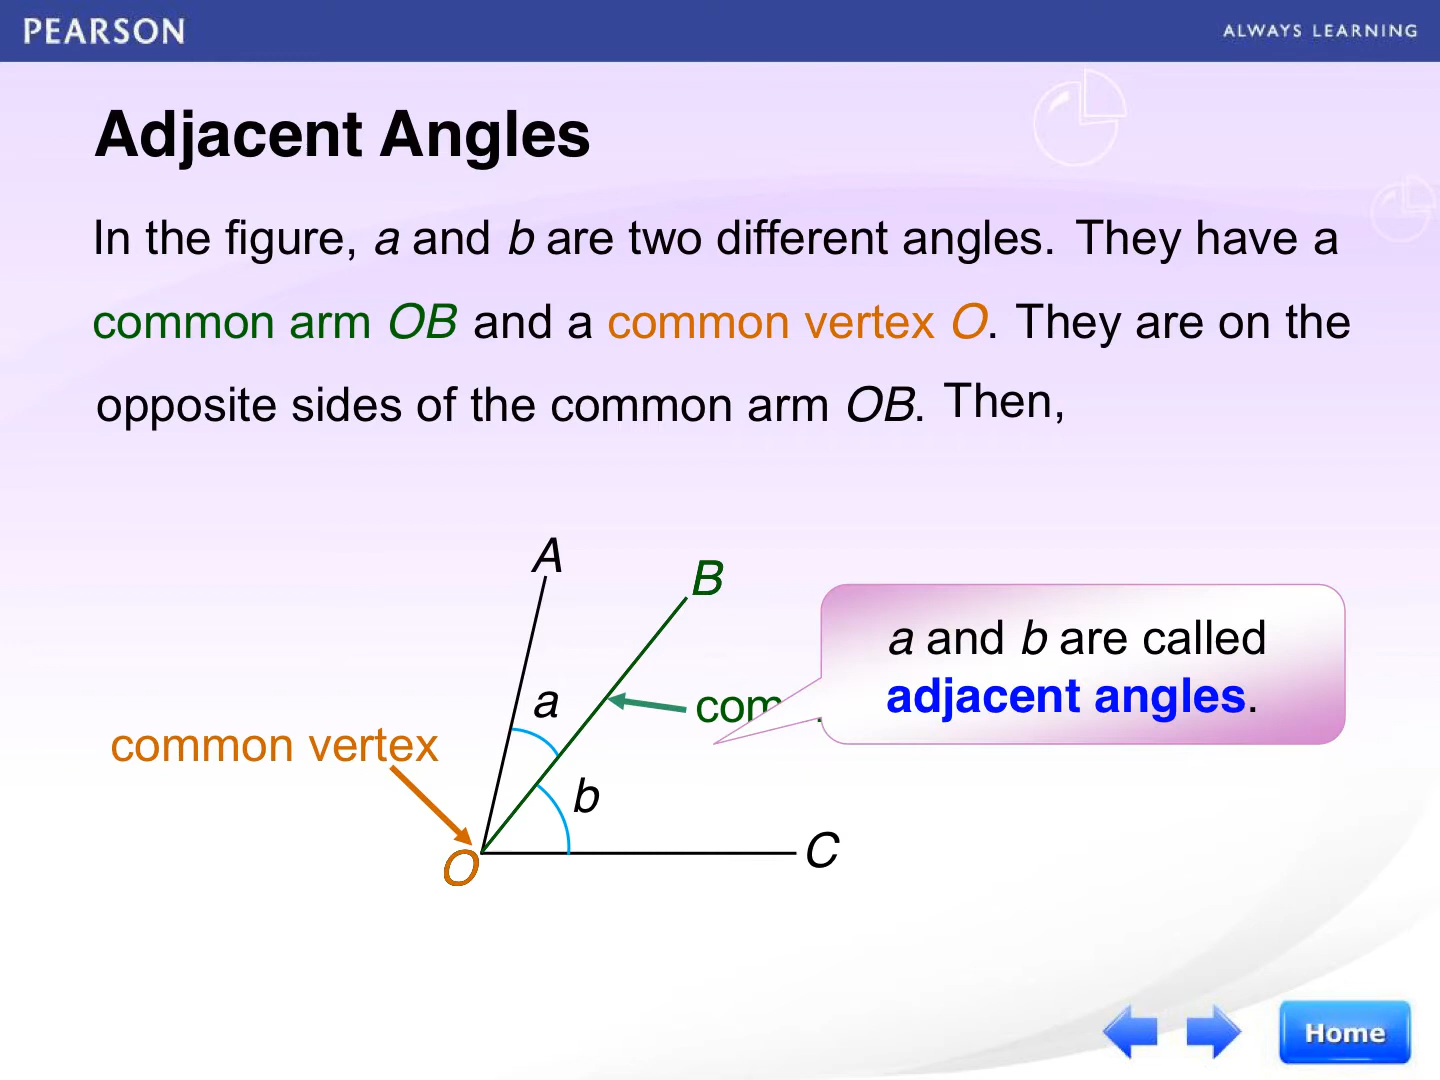 PEARSON
ALWAYS LEARNING
Adjacent Angles
In the figure, a and b are two different angles. They have a
common arm OB and a common vertex O. They are on the
opposite sides of the common arm OB. Then,
A
B
a and b are called
adjacent angles.
a
common vertex
b
C
O
Home